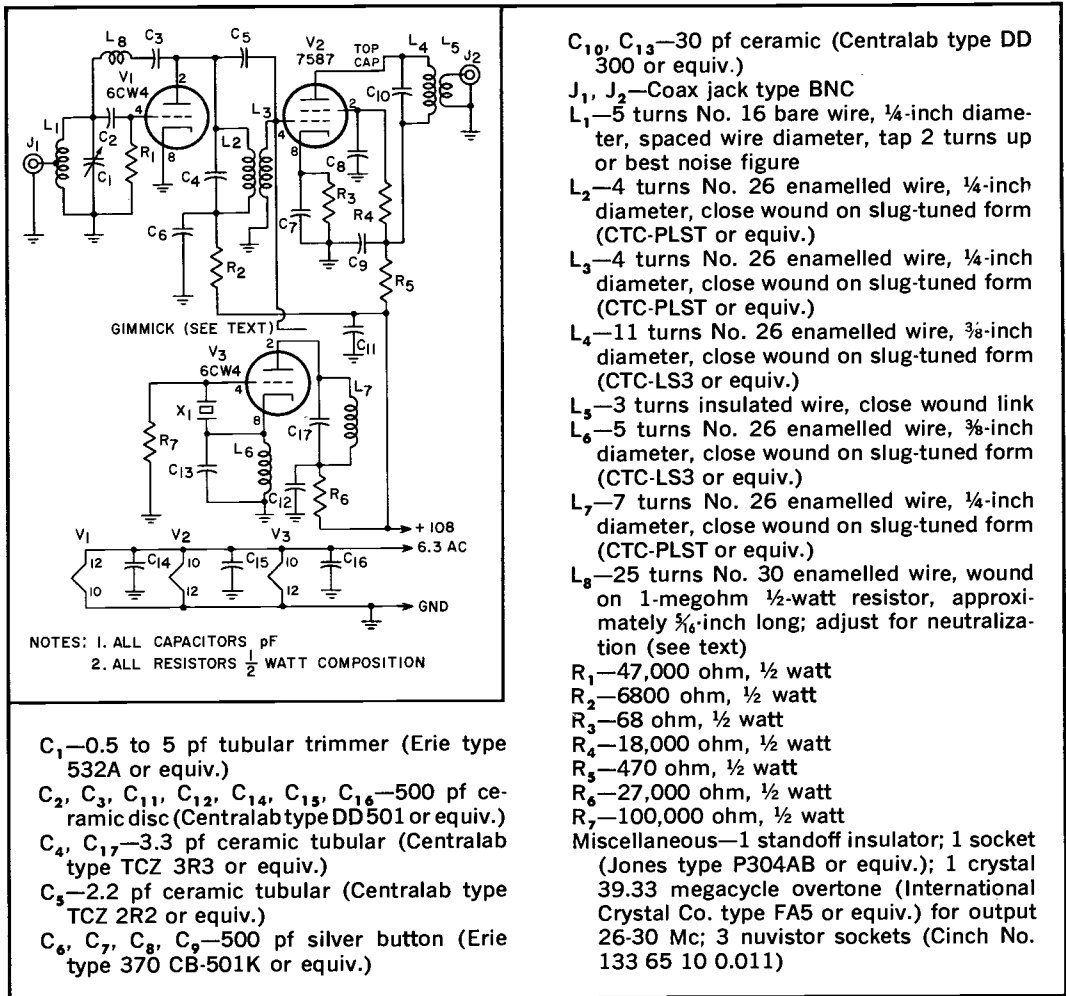 L8
C3
C5
V2
7587
TOP
CAP
L4
L5
J2
V1
6CW4
2
C10
L1
C2
4
L3
4
2
J1
R1
8
L2
8
C8
C1
C4
R3
R4
C6
C7
C9
R2
R5
GIMMICK (SEE TEXT)
C11
V3
6CW4
2
4
L7
X1
8
C17
R7
L6
C13
C12
R6
+ 108
V1
V2
V3
6.3 AC
12
C14
10
C15
10
C16
10
12
12
GND
NOTES: 1. ALL CAPACITORS pF
2. ALL RESISTORS 1/2 WATT COMPOSITION
C1—0.5 to 5 pf tubular trimmer (Erie type
532A or equiv.)
C2, C3, C11, C12, C14, C15, C16—500 pf ce-
ramic disc (Centralab type DD 501 or equiv.)
C4, C17—3.3 pf ceramic tubular (Centralab
type TCZ 3R3 or equiv.)
C5—2.2 pf ceramic tubular (Centralab type
TCZ 2R2 or equiv.)
C6, C7, C8, C9—500 pf silver button (Erie
type 370 CB-501K or equiv.)
C10, C13—30 pf ceramic (Centralab type DD
300 or equiv.)
J1, J2—Coax jack type BNC
L1—5 turns No. 16 bare wire, ¼-inch diame-
ter, spaced wire diameter, tap 2 turns up
or best noise figure
L2—4 turns No. 26 enamelled wire, ¼-inch
diameter, close wound on slug-tuned form
(CTC-PLST or equiv.)
L3—4 turns No. 26 enamelled wire, ¼-inch
diameter, close wound on slug-tuned form
(CTC-PLST or equiv.)
L4—11 turns No. 26 enamelled wire, ⅜-inch
diameter, close wound on slug-tuned form
(CTC-LS3 or equiv.)
L5—3 turns insulated wire, close wound link
L6—5 turns No. 26 enamelled wire, ⅜-inch
diameter, close wound on slug-tuned form
(CTC-LS3 or equiv.)
L7—7 turns No. 26 enamelled wire, ¼-inch
diameter, close wound on slug-tuned form
(CTC-PLST or equiv.)
L8—25 turns No. 30 enamelled wire, wound
on 1-megohm ½-watt resistor, approxi-
mately 5/16-inch long; adjust for neutraliza-
tion (see text)
R1—47,000 ohm, ½ watt
R2—6800 ohm, ½ watt
R3—68 ohm, ½ watt
R4—18,000 ohm, ½ watt
R5—470 ohm, ½ watt
R6—27,000 ohm, ½ watt
R7—100,000 ohm, ½ watt
Miscellaneous—1 standoff insulator; 1 socket
(Jones type P304AB or equiv.); 1 crystal
39.33 megacycle overtone (International
Crystal Co. type FA5 or equiv.) for output
26-30 Mc; 3 nuvistor sockets (Cinch No.
133 65 10 0.011)